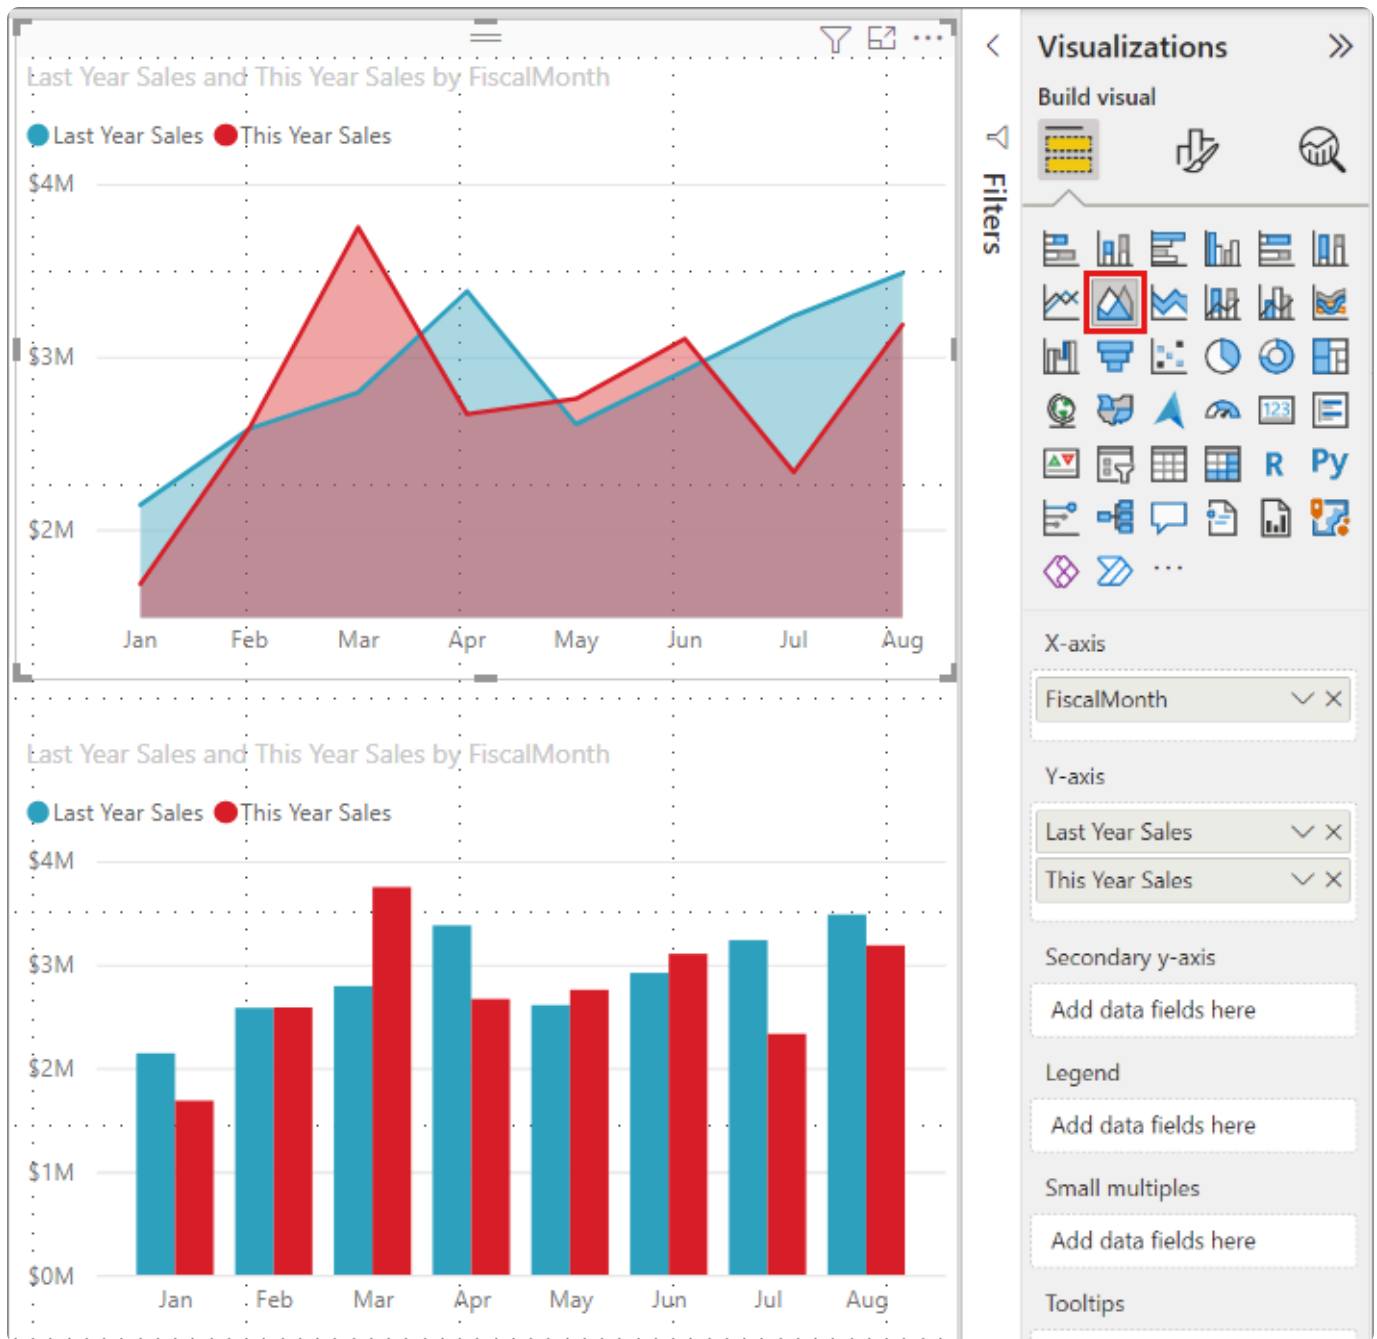 Last Year Sales and This Year Sales by FiscalMonth
Last Year Sales This Year Sales
$4M
$3M
$2M
Jan Feb Mar Apr May Jun Jul Aug
Last Year Sales and This Year Sales by FiscalMonth
Last Year Sales This Year Sales
$4M
$3M
$2M
$1M
$0M
Jan Feb Mar Apr May Jun Jul Aug
Filters
Visualizations
Build visual
123
R Py
X-axis
FiscalMonth
Y-axis
Last Year Sales
This Year Sales
Secondary y-axis
Add data fields here
Legend
Add data fields here
Small multiples
Add data fields here
Tooltips